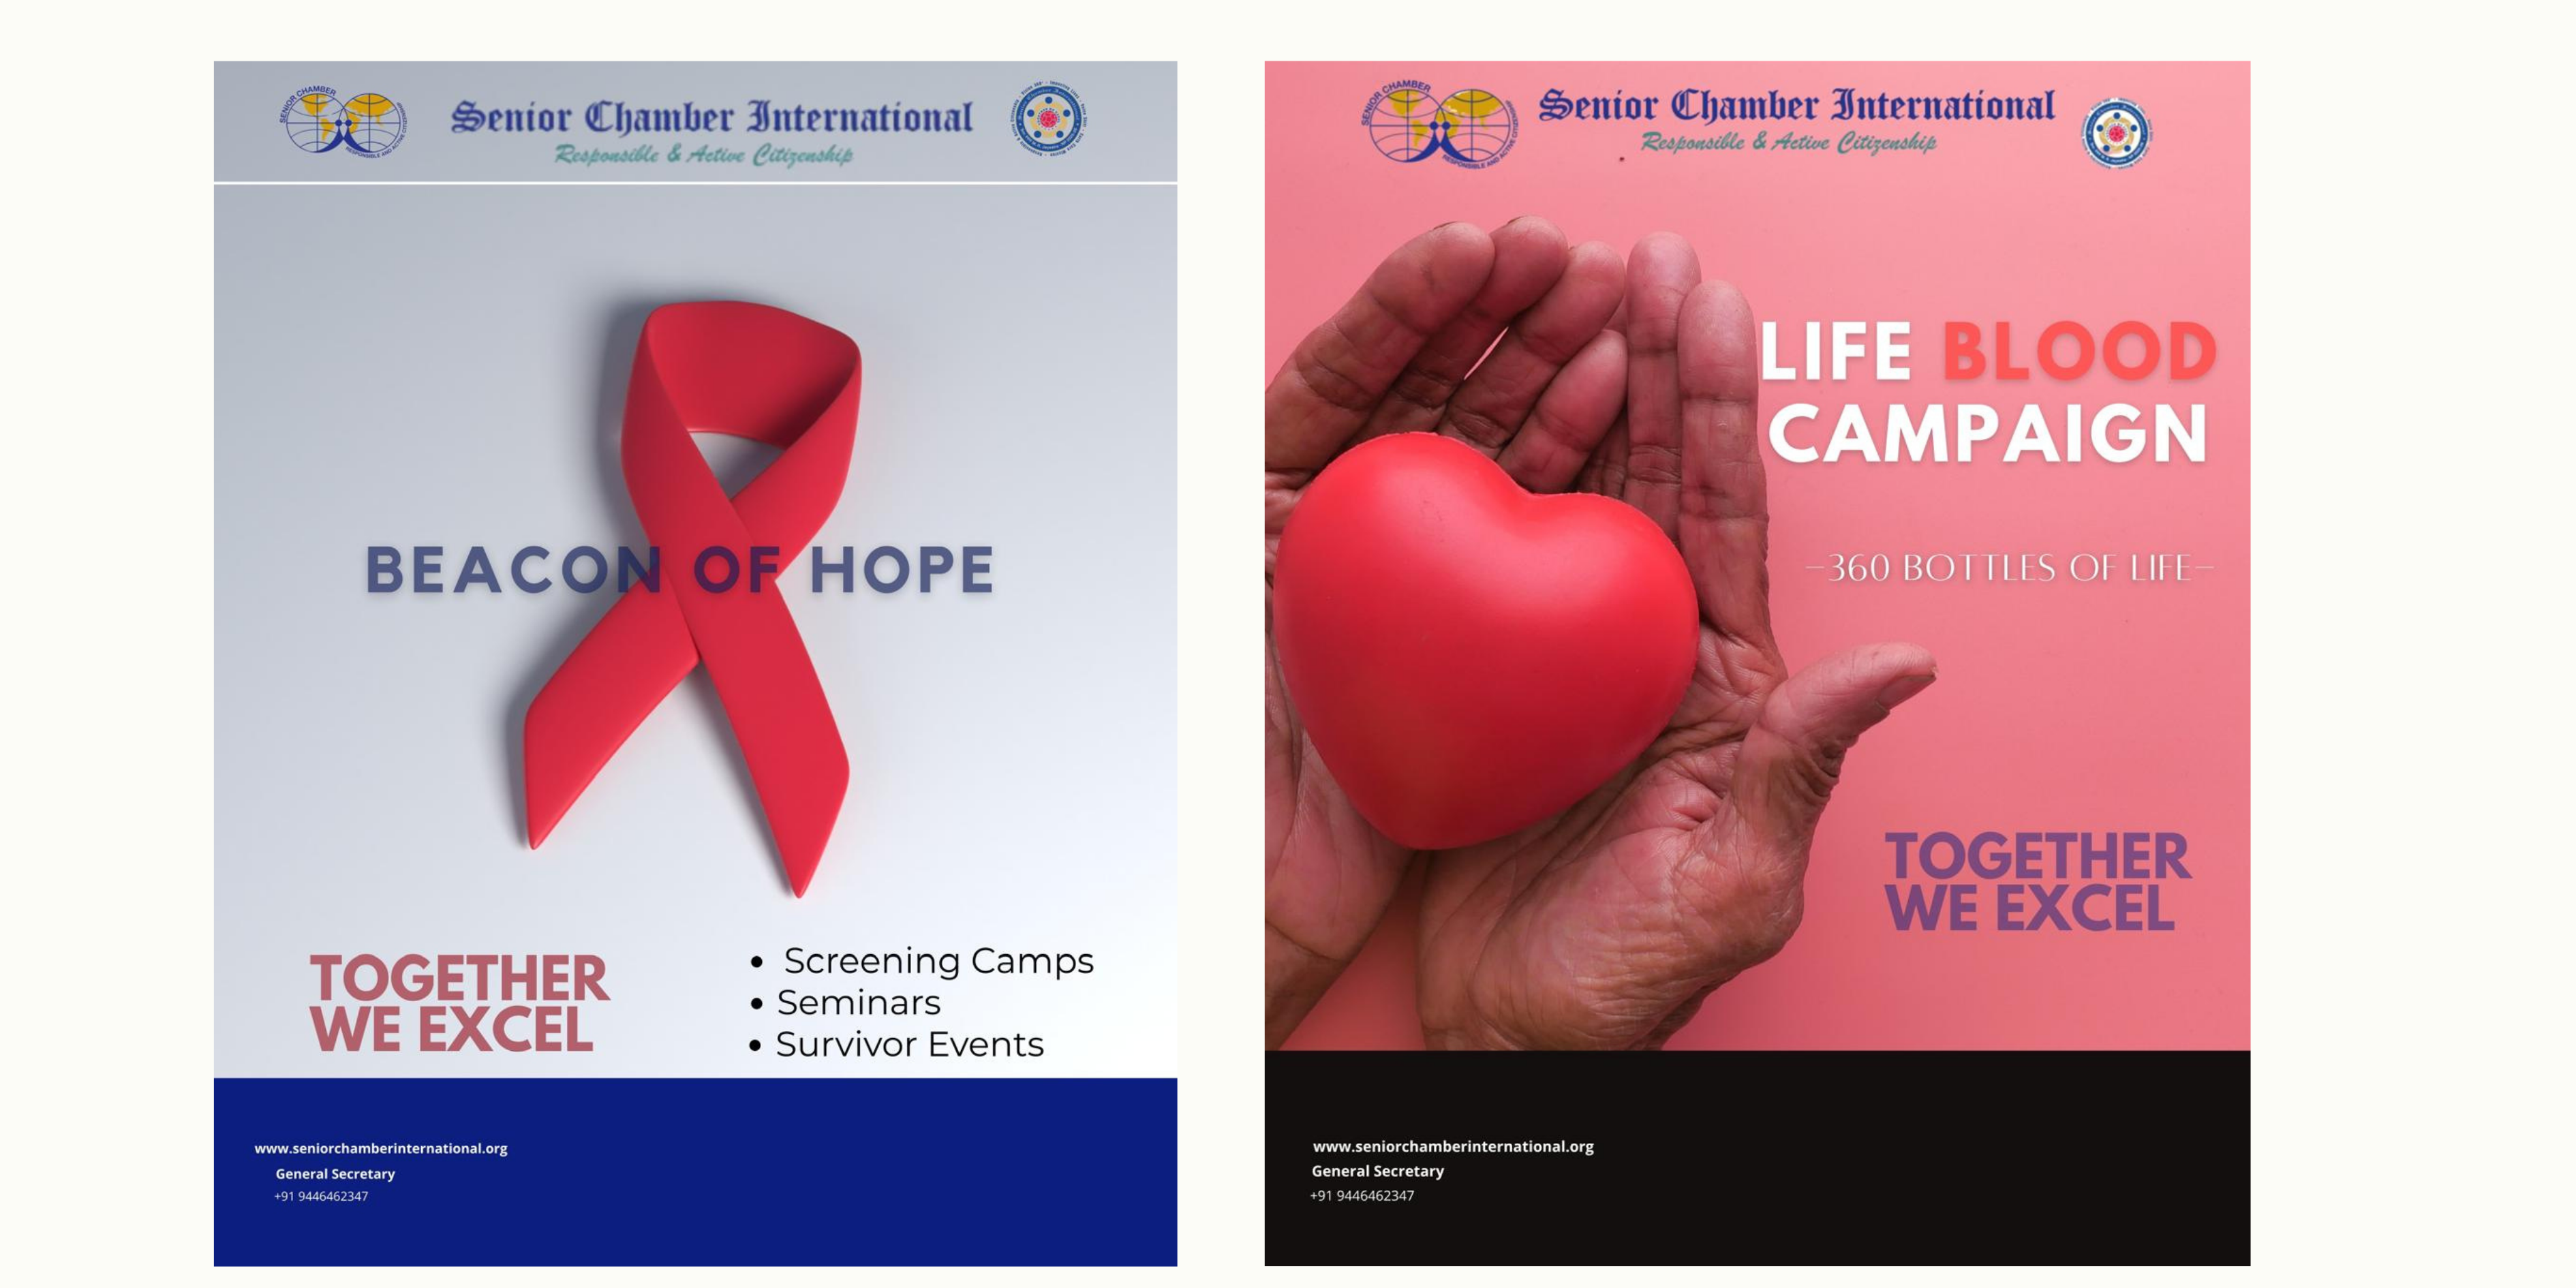 SENIOR CHAMBER
RESPONSIBLE AND ACTIVE CITIZENSHIP
Senior Chamber International
Responsible & Active Citizenship
BEACON OF HOPE
TOGETHER
WE EXCEL
• Screening Camps
• Seminars
• Survivor Events
www.seniorchamberinternational.org
General Secretary
+91 9446462347
SENIOR CHAMBER
RESPONSIBLE AND ACTIVE CITIZENSHIP
Senior Chamber International
Responsible & Active Citizenship
LIFE BLOOD
CAMPAIGN
–360 BOTTLES OF LIFE–
TOGETHER
WE EXCEL
www.seniorchamberinternational.org
General Secretary
+91 9446462347